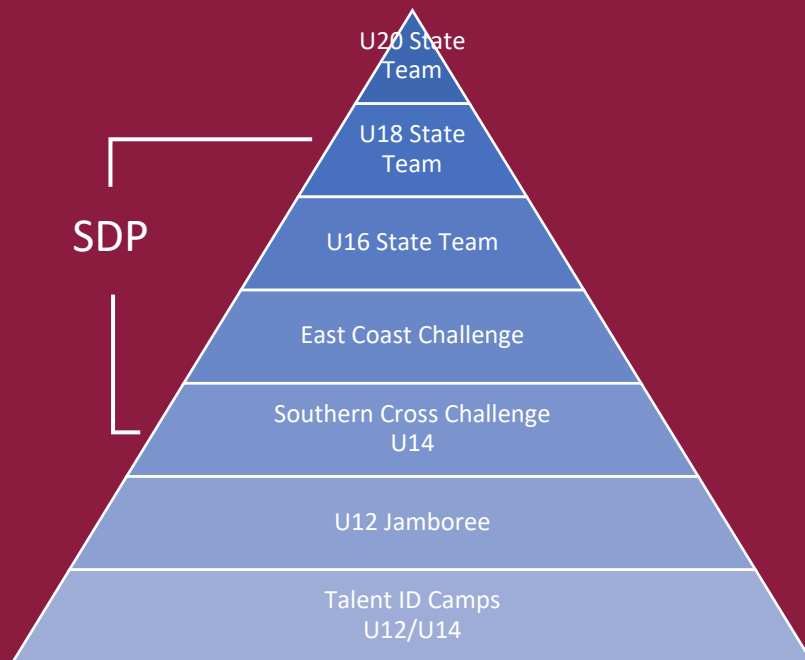 U20 State
Team
U18 State
Team
SDP
U16 State Team
East Coast Challenge
Southern Cross Challenge
U14
U12 Jamboree
Talent ID Camps
U12/U14